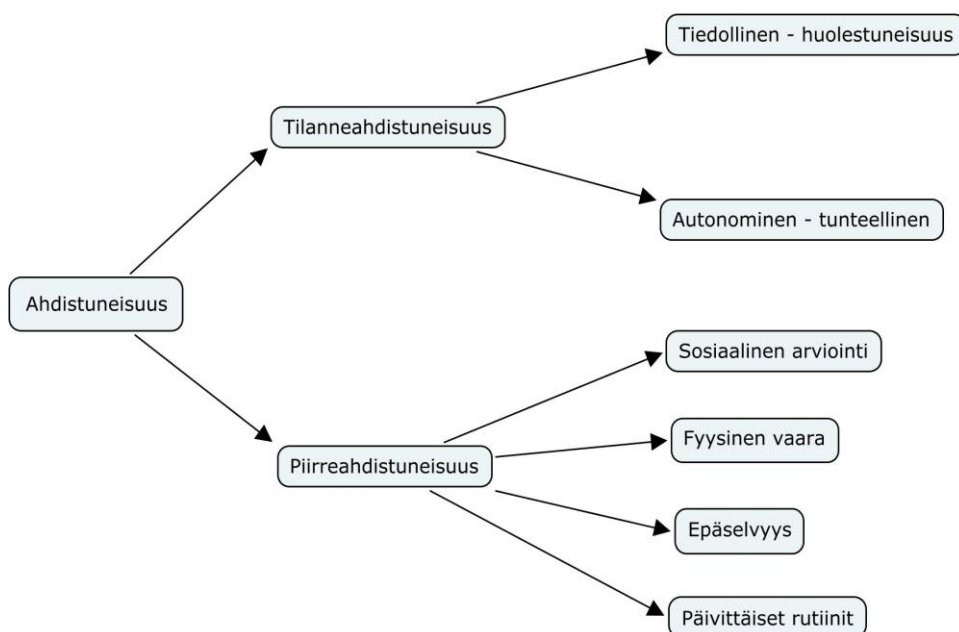 Tiedollinen - huolestuneisuus
Tilanneahdistuneisuus
Autonominen - tunteellinen
Ahdistuneisuus
Sosiaalinen arviointi
Fyysinen vaara
Piirreahdistuneisuus
Epäselvyys
Päivittäiset rutiinit